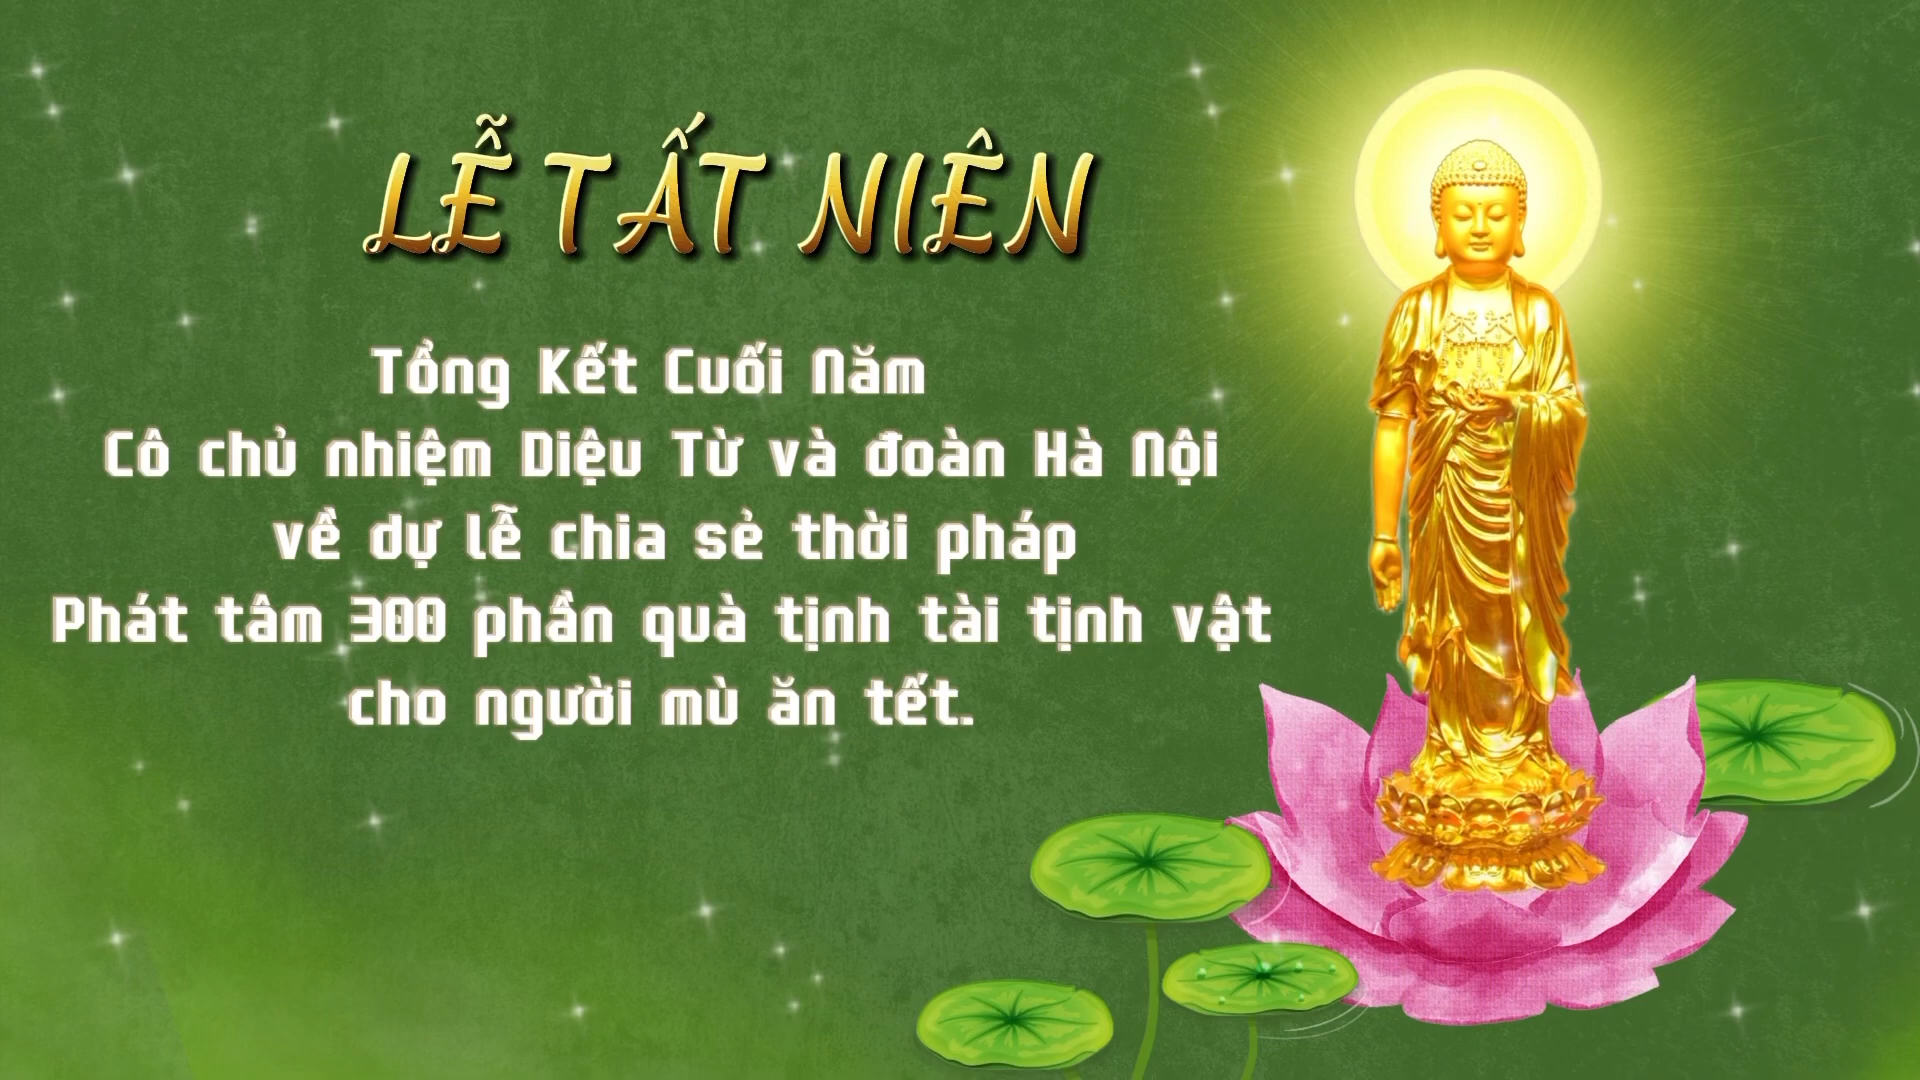 LỄ TẤT NIÊN
Tổng Kết Cuối Năm
Cô chủ nhiệm Diệu Từ và đoàn Hà Nội
về dự lễ chia sẻ thời pháp
Phát tâm 300 phần quà tịnh tài tịnh vật
cho người mù ăn tết.